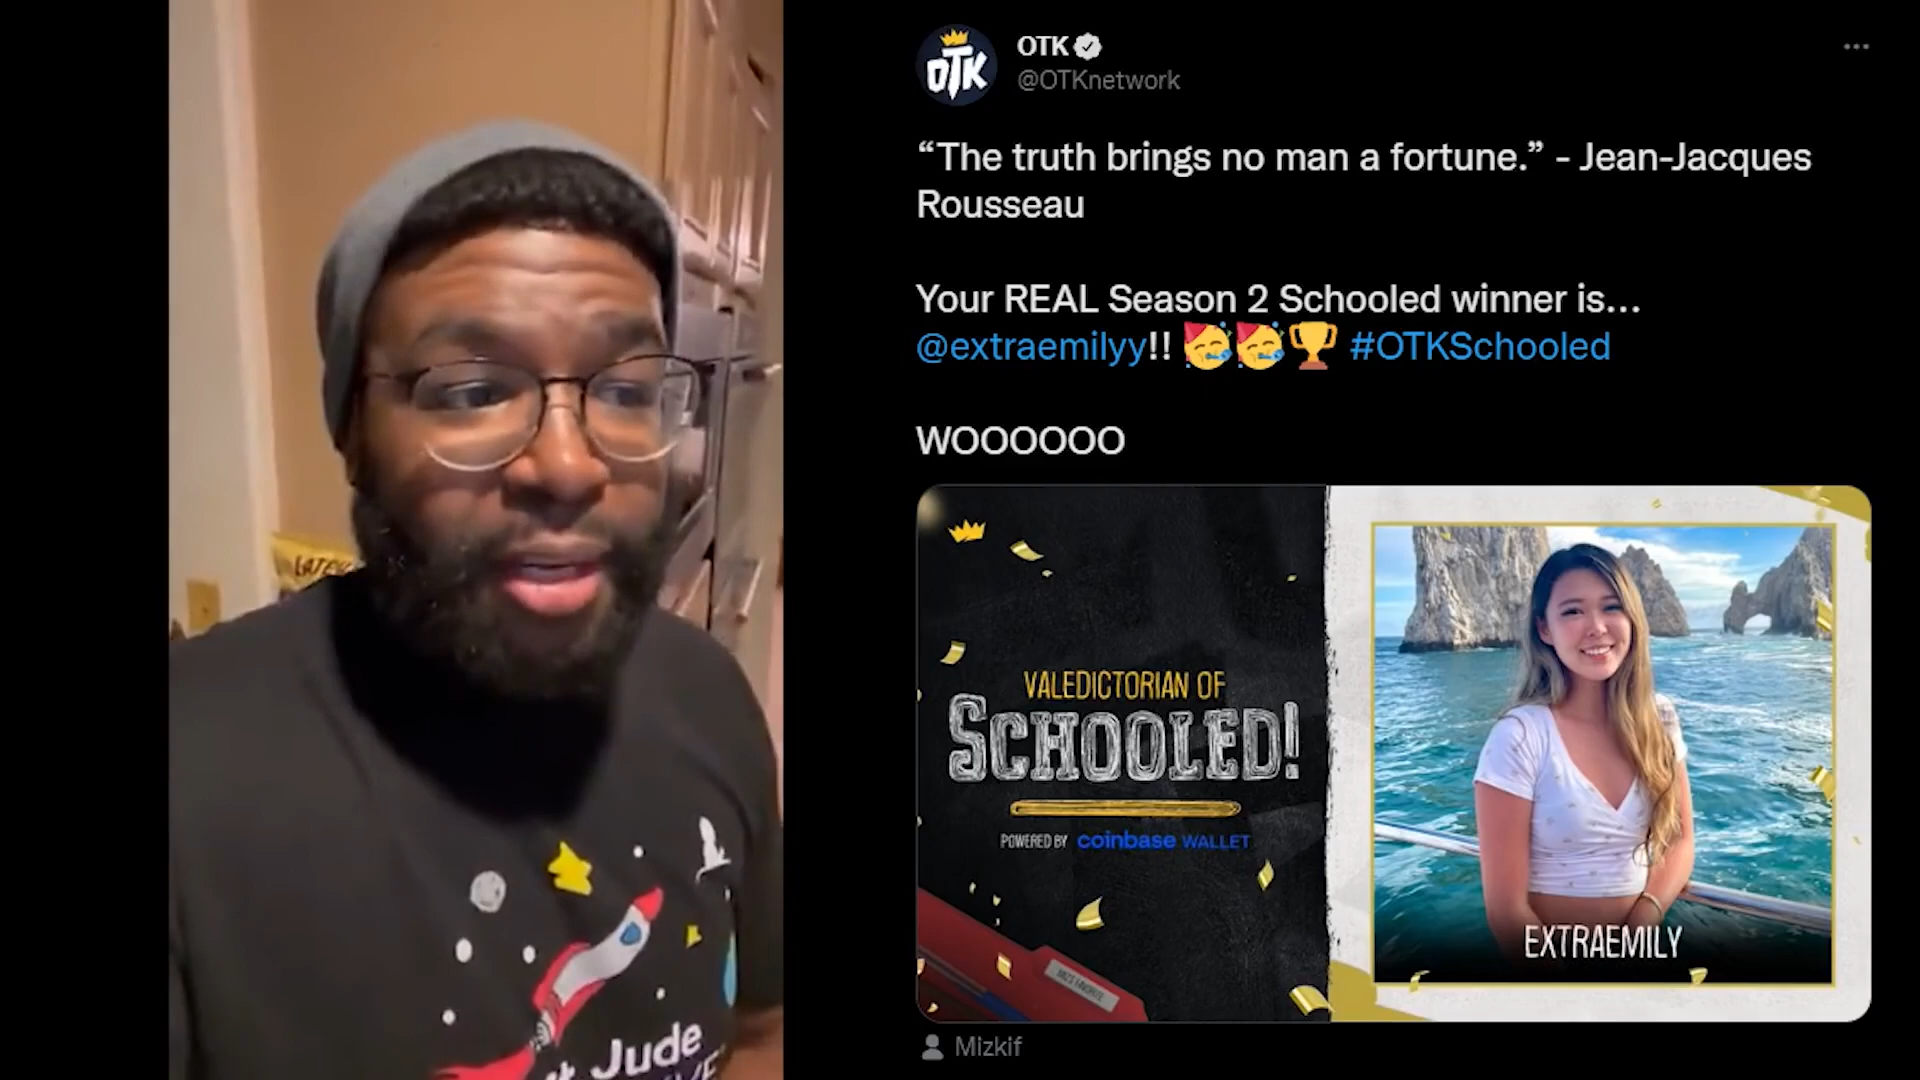 OTK
@OTKnetwork
“The truth brings no man a fortune.” - Jean-Jacques
Rousseau
Your REAL Season 2 Schooled winner is...
@extraemilyy!! #OTKSchooled
WOOOOOO
VALEDICTORIAN OF
SCHOOLED!
POWERED BY coinbase WALLET
EXTRAEMILY
Mizkif
OTK
Jude